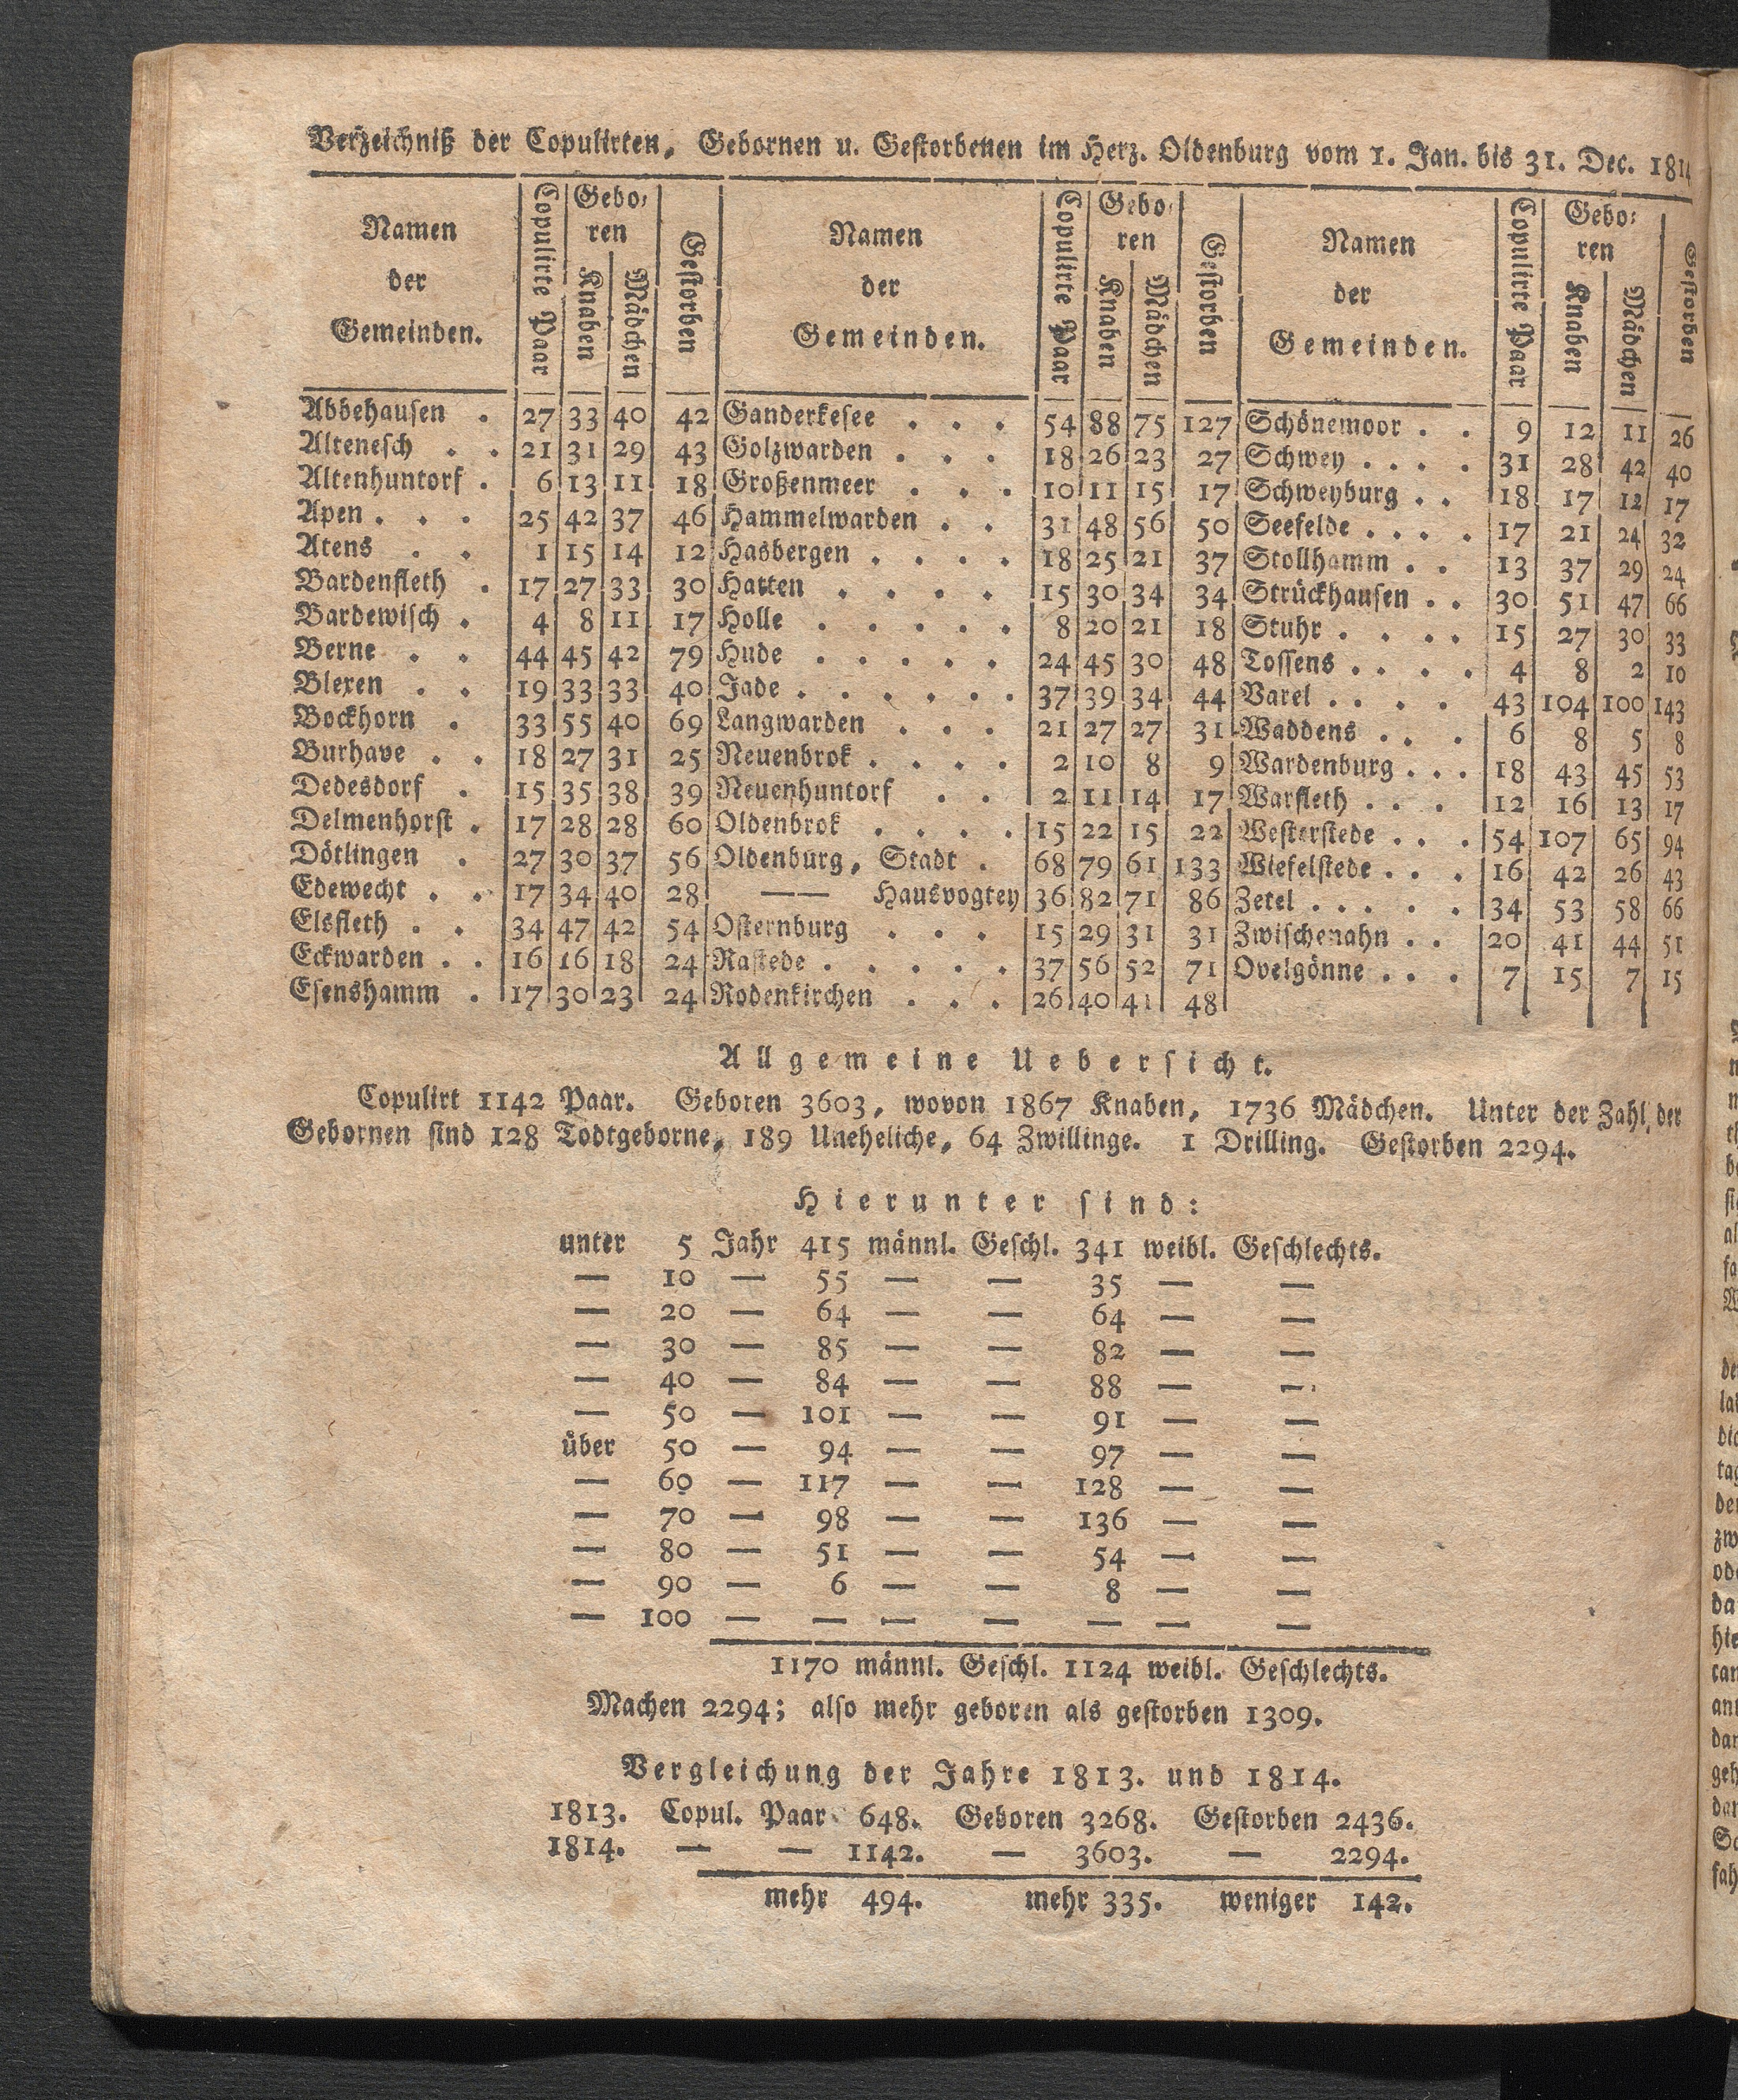 Verzeichniß der Copulirten, Gebornen u. Gestorbenen im Herz. Oldenburg vom 1. Jan. bis 31. Dec. 1814
Namen der Gemeinden. Copulirte Paar Gebo- ren Knaben Mädchen Gestorben Namen der Gemeinden. Copulirte Paar Gebo- ren Knaben Mädchen Gestorben Namen der Gemeinden. Copulirte Paar Gebo- ren Knaben Mädchen Gestorben
Abbehausen . 27 33 40 42 Ganderkesee . . . 54 88 75 127 Schönemoor . . 9 12 11 26
Altenesch . . 21 31 29 43 Golzwarden . . . 18 26 23 27 Schwey . . . . 31 28 42 40
Altenhuntorf . 6 13 11 18 Großenmeer . . . 10 11 15 17 Schweyburg . . 18 17 12 17
Apen . . . 25 42 37 46 Hammelwarden . . 31 48 56 50 Seefelde . . . . 17 21 24 32
Atens . . 1 15 14 12 Hasbergen . . . . 18 25 21 37 Stollhamm . . 13 37 29 24
Bardenfleth . 17 27 33 30 Hatten . . . . 15 30 34 34 Strückhausen . . 30 51 47 66
Bardewisch . 4 8 11 17 Holle . . . . . 8 20 21 18 Stuhr . . . . 15 27 30 33
Berne . . 44 45 42 79 Hude . . . . . 24 45 30 48 Tossens . . . . 4 8 2 10
Blexen . . 19 33 33 40 Jade . . . . . . 37 39 34 44 Varel . . . . 43 104 100 143
Bockhorn . 33 55 40 69 Langwarden . . . 21 27 27 31 Waddens . . . 6 8 5 8
Burhave . . 18 27 31 25 Neuenbrok . . . . 2 10 8 9 Wardenburg . . . 18 43 45 53
Dedesdorf . 15 35 38 39 Neuenhuntorf . . 2 11 14 17 Warfleth . . . 12 16 13 17
Delmenhorst . 17 28 28 60 Oldenbrok . . . . 15 22 15 22 Westerstede . . . 54 107 65 94
Dötlingen . 27 30 37 56 Oldenburg, Stadt . 68 79 61 133 Wiefelstede . . . 16 42 26 43
Edewecht . . 17 34 40 28 —— Hausvogtey 36 82 71 86 Zetel . . . . . 34 53 58 66
Elsfleth . . 34 47 42 54 Osternburg . . . 15 29 31 31 Zwischenahn . . 20 41 44 51
Eckwarden . . 16 16 18 24 Rastede . . . . . 37 56 52 71 Ovelgönne . . . 7 15 7 15
Esenshamm . 17 30 23 24 Rodenkirchen . . . 26 40 41 48
Allgemeine Uebersicht.
Copulirt 1142 Paar. Geboren 3603, wovon 1867 Knaben, 1736 Mädchen. Unter der Zahl der
Gebornen sind 128 Todtgeborne, 189 Uneheliche, 64 Zwillinge. 1 Drilling. Gestorben 2294.
Hierunter sind:
unter 5 Jahr 415 männl. Geschl. 341 weibl. Geschlechts.
— 10 — 55 — — 35 — —
— 20 — 64 — — 64 — —
— 30 — 85 — — 82 — —
— 40 — 84 — — 88 — —
— 50 — 101 — — 91 — —
über 50 — 94 — — 97 — —
— 60 — 117 — — 128 — —
— 70 — 98 — — 136 — —
— 80 — 51 — — 54 — —
— 90 — 6 — — 8 — —
— 100 — — — — — — —
1170 männl. Geschl. 1124 weibl. Geschlechts.
Machen 2294; also mehr geboren als gestorben 1309.
Vergleichung der Jahre 1813. und 1814.
1813. Copul. Paar 648. Geboren 3268. Gestorben 2436.
1814. — — 1142. — 3603. — 2294.
mehr 494. mehr 335. weniger 142.